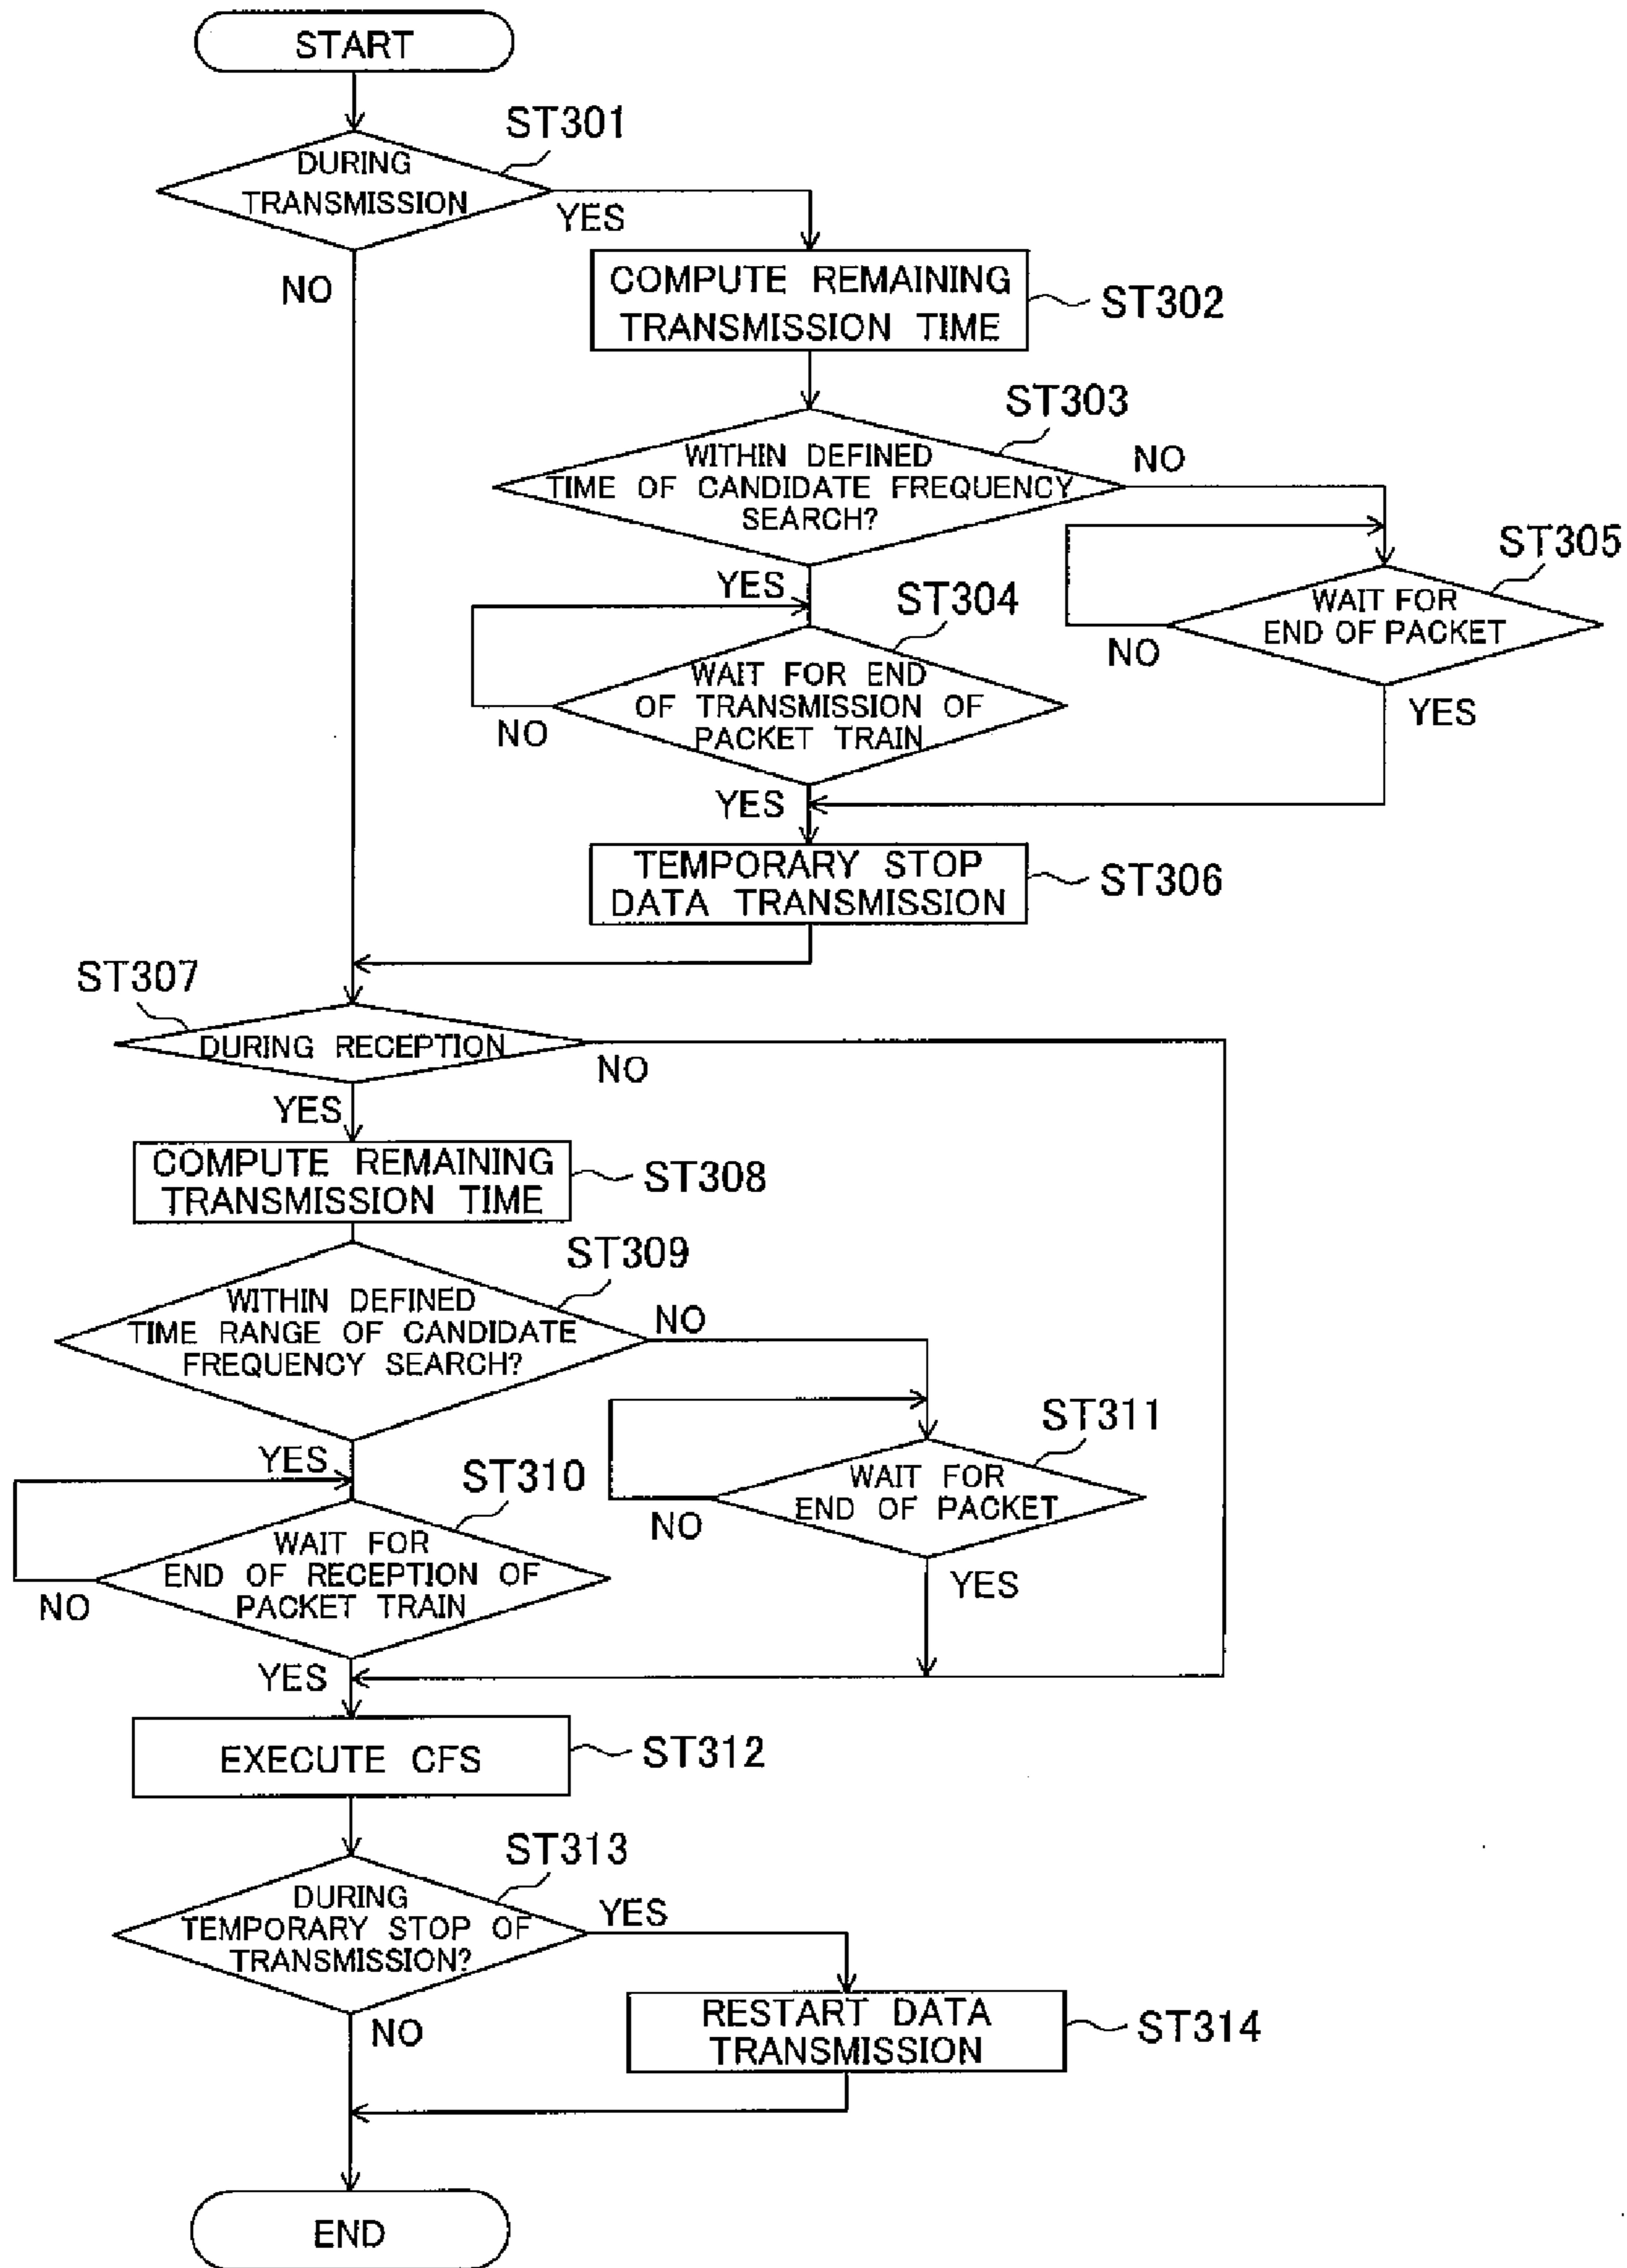 START
ST301
DURING
TRANSMISSION
YES
NO
COMPUTE REMAINING
TRANSMISSION TIME
ST302
ST303
WITHIN DEFINED
TIME OF CANDIDATE FREQUENCY
SEARCH?
NO
YES
ST305
WAIT FOR
END OF PACKET
NO
YES
ST304
WAIT FOR END
OF TRANSMISSION OF
PACKET TRAIN
NO
YES
TEMPORARY STOP
DATA TRANSMISSION
ST306
ST307
DURING RECEPTION
NO
YES
COMPUTE REMAINING
TRANSMISSION TIME
ST308
ST309
WITHIN DEFINED
TIME RANGE OF CANDIDATE
FREQUENCY SEARCH?
NO
YES
ST311
WAIT FOR
END OF PACKET
NO
YES
ST310
WAIT FOR
END OF RECEPTION OF
PACKET TRAIN
NO
YES
EXECUTE CFS
ST312
ST313
DURING
TEMPORARY STOP OF
TRANSMISSION?
YES
NO
RESTART DATA
TRANSMISSION
ST314
END